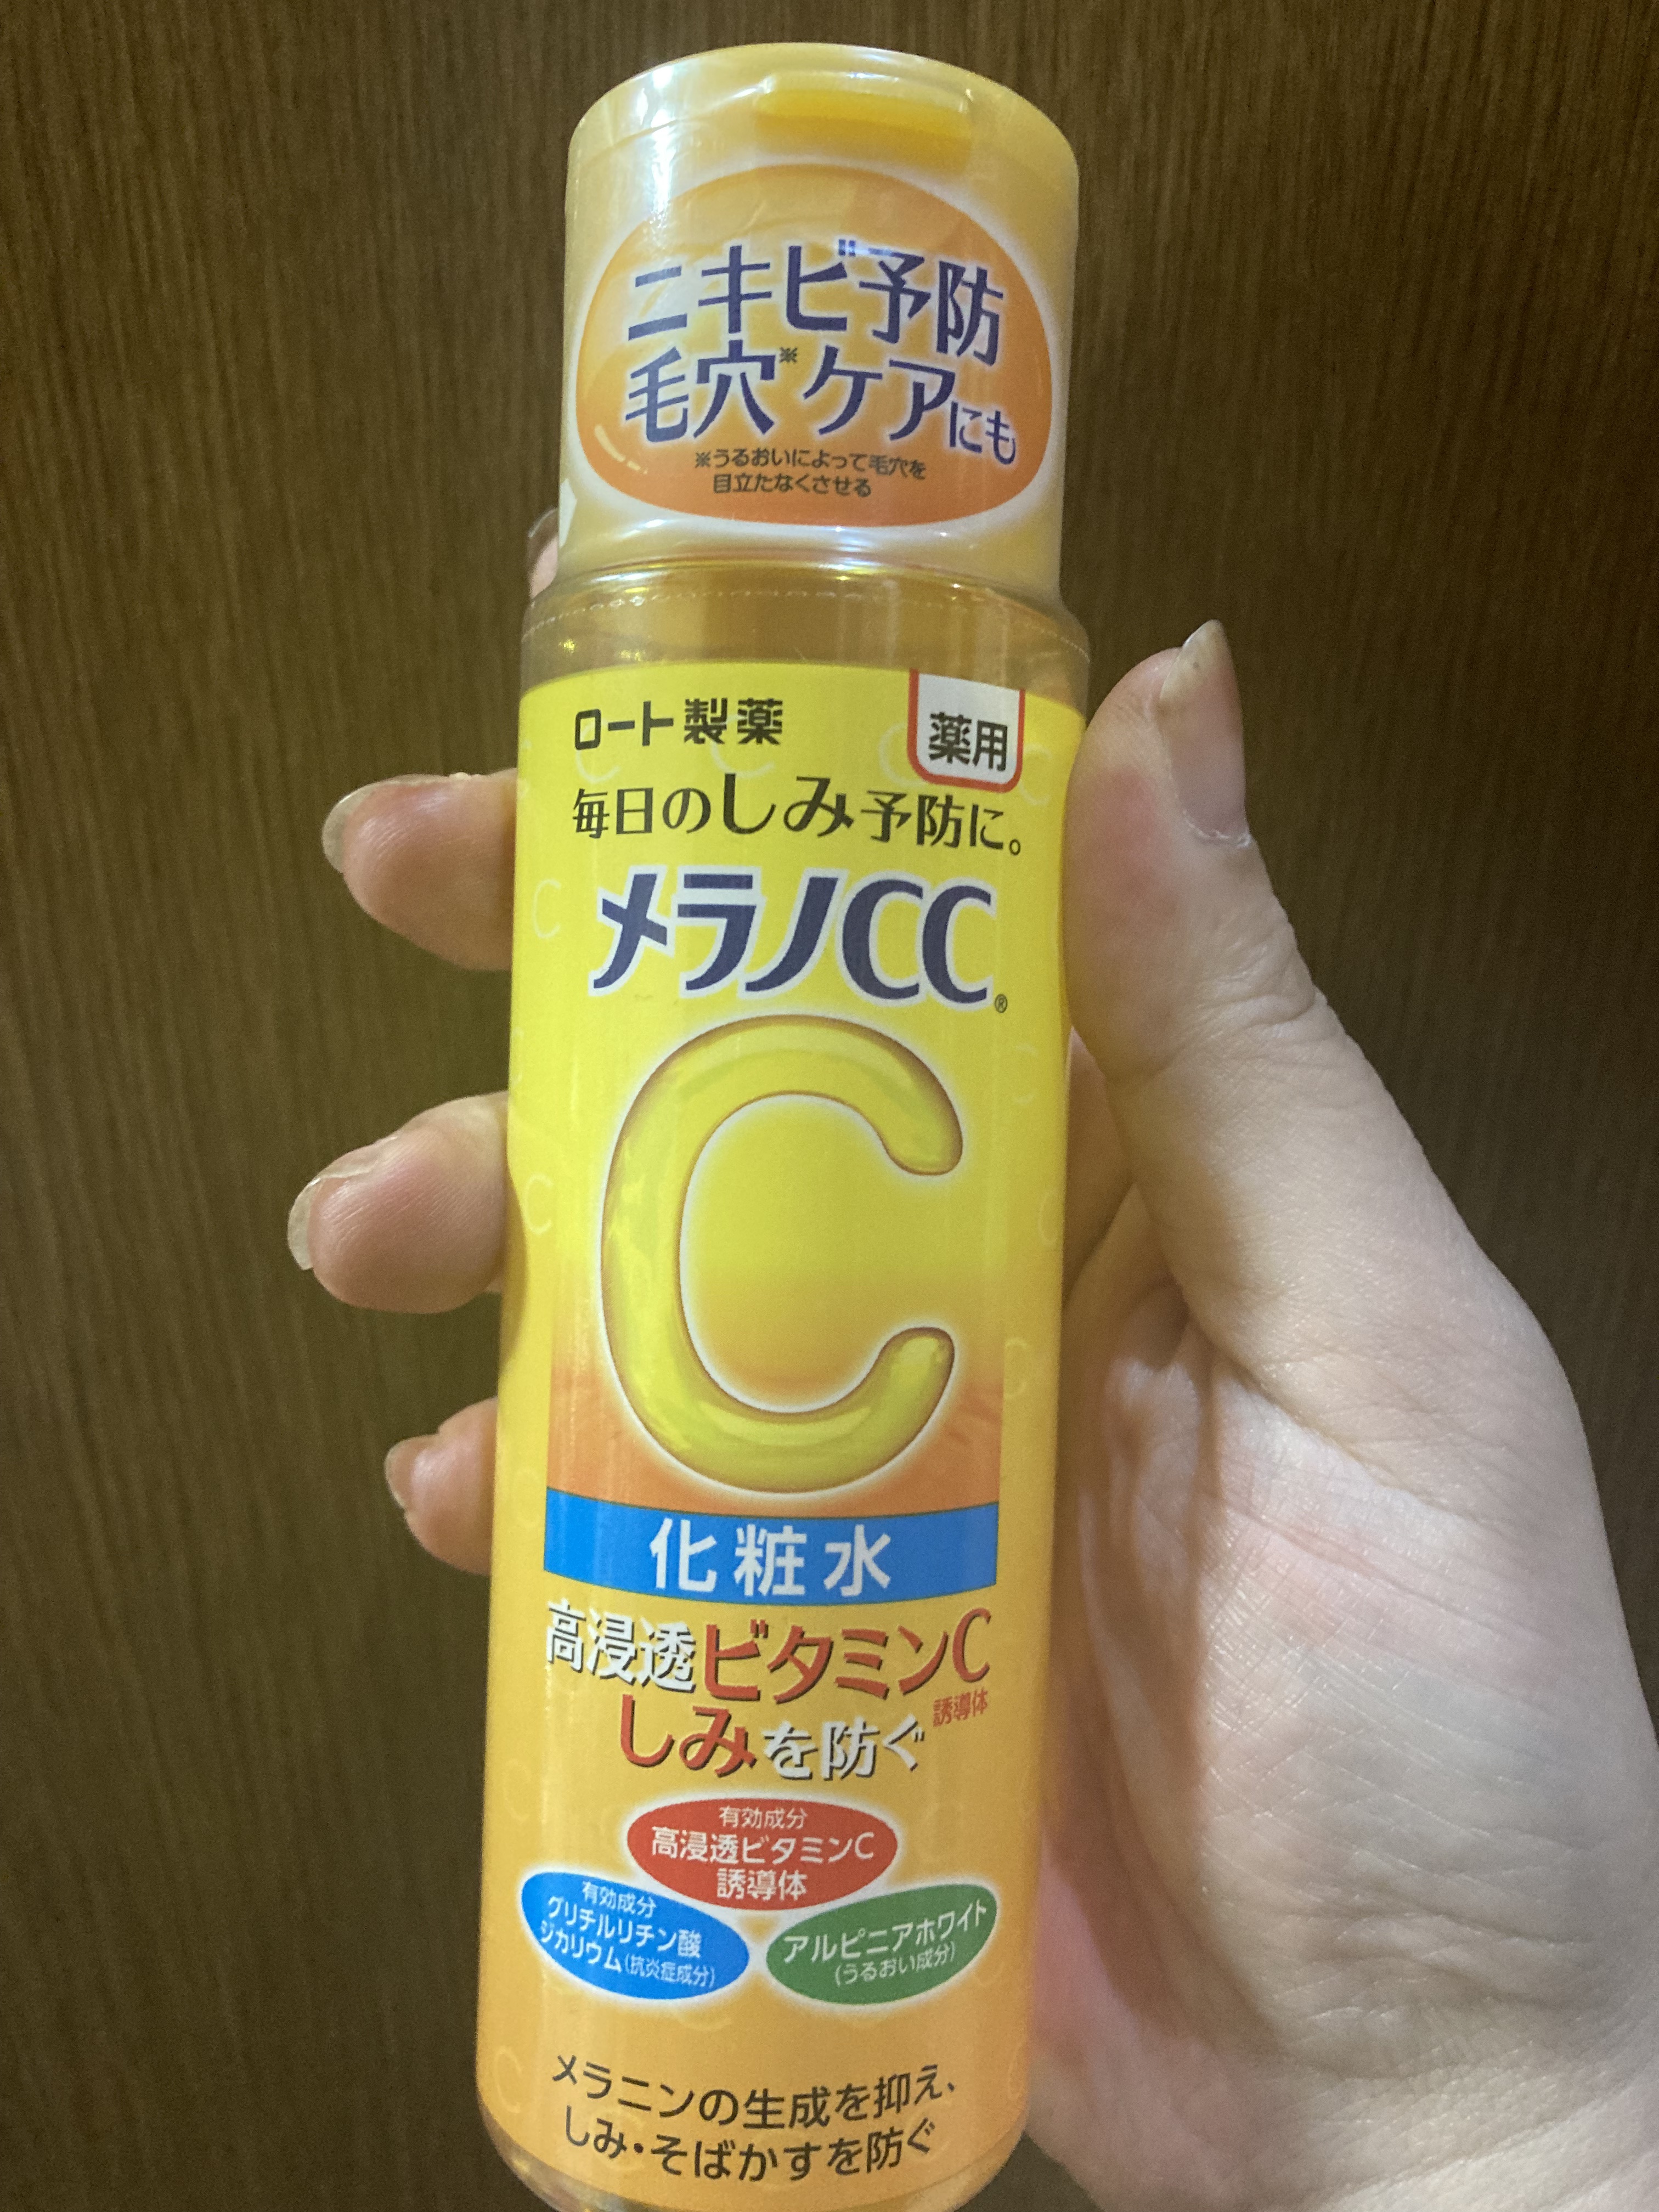 ニキビ予防
毛穴※ケアにも
※うるおいによって毛穴を
目立たなくさせる
ロート製薬
薬用
毎日のしみ予防に。
メラノCC®
C
化粧水
高浸透ビタミンC
誘導体
しみを防ぐ
有効成分
高浸透ビタミンC
誘導体
有効成分
グリチルリチン酸
ジカリウム(抗炎症成分)
アルピニアホワイト
(うるおい成分)
メラニンの生成を抑え、
しみ・そばかすを防ぐ